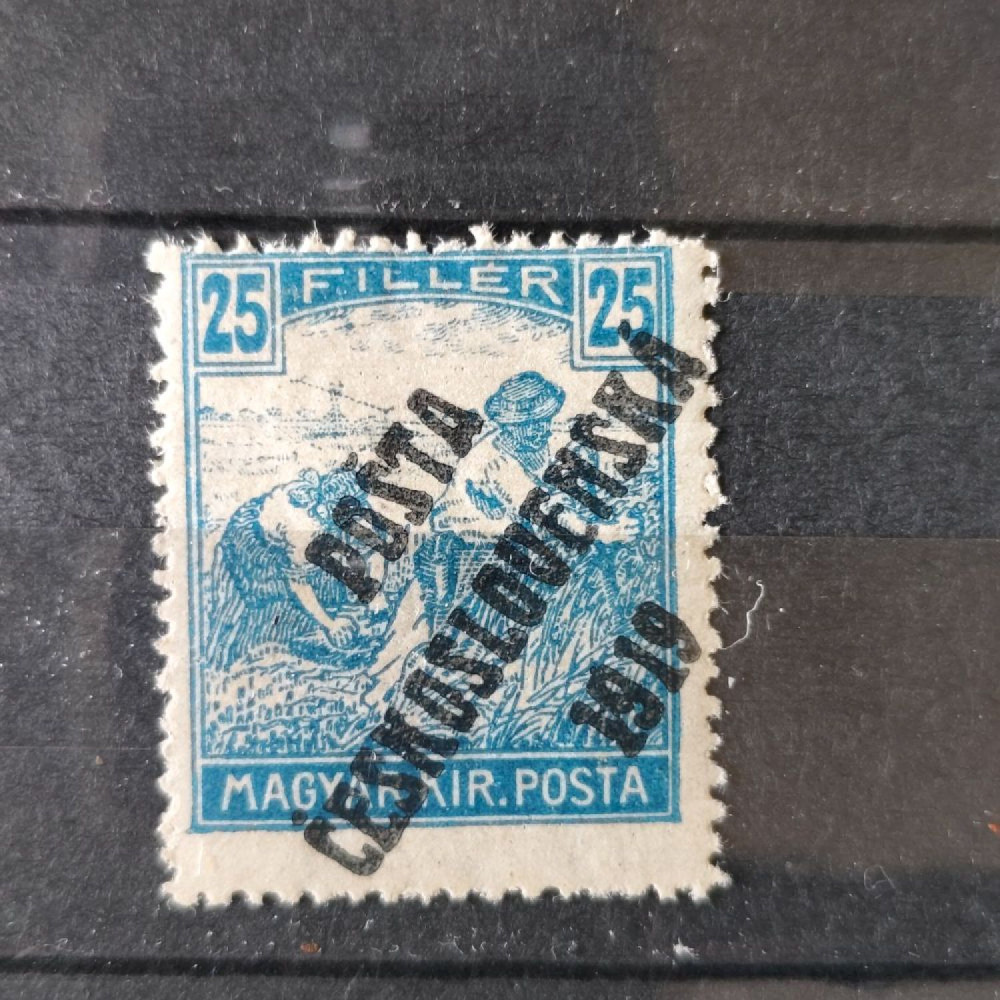 25 FILLÉR 25
POŠTA
ČESKOSLOVENSKÁ
1919
MAGYAR KIR. POSTA